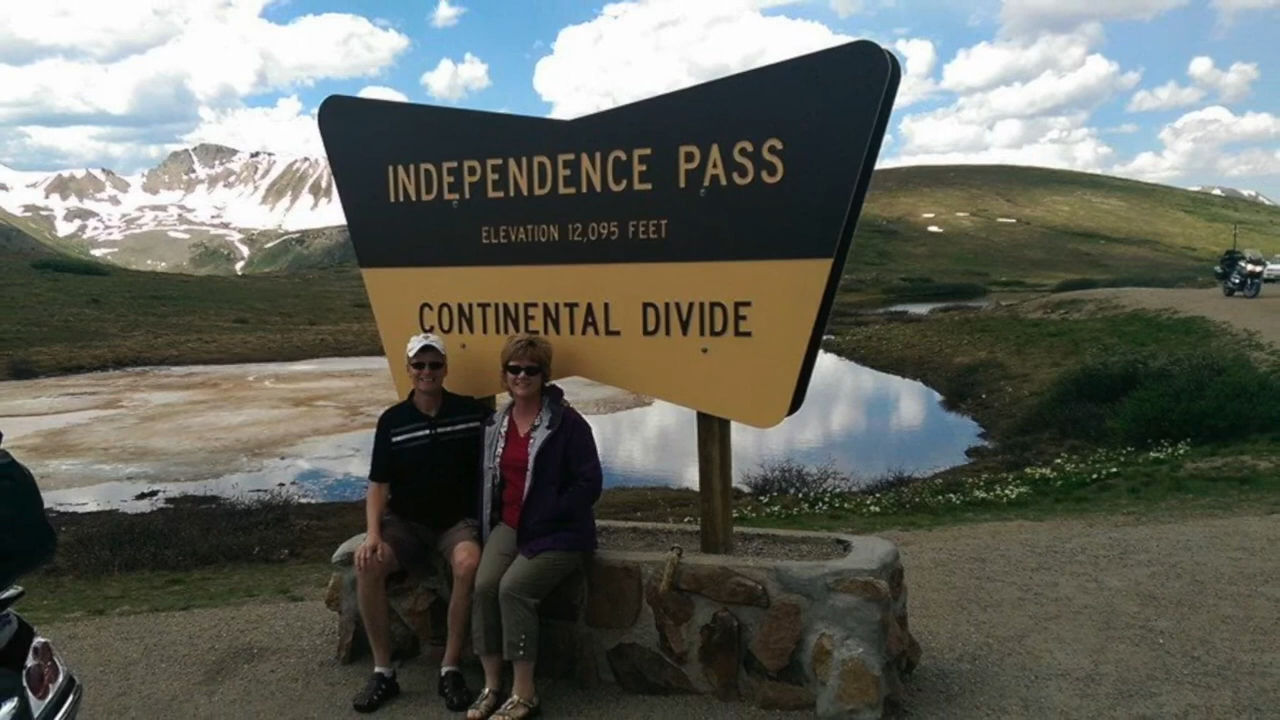 INDEPENDENCE PASS
ELEVATION 12,095 FEET
CONTINENTAL DIVIDE